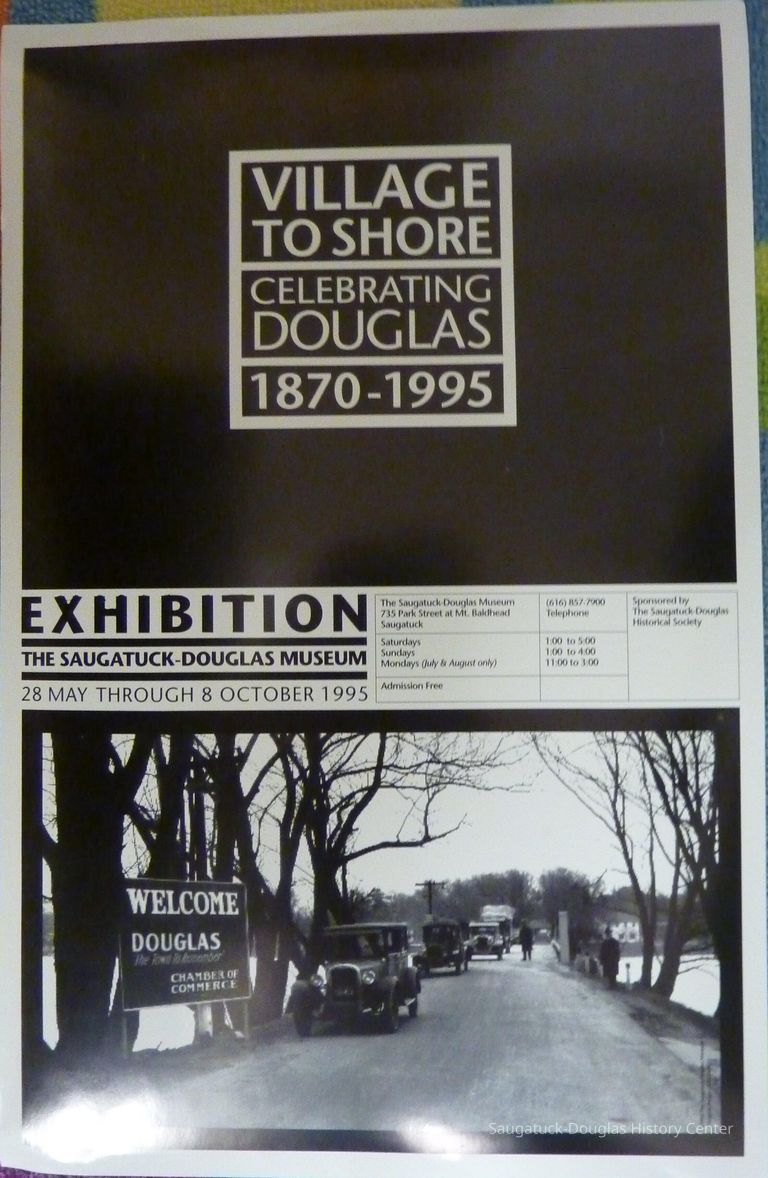 VILLAGE
TO SHORE
CELEBRATING
DOUGLAS
1870-1995
EXHIBITION
THE SAUGATUCK-DOUGLAS MUSEUM
28 MAY THROUGH 8 OCTOBER 1995
The Saugatuck-Douglas Museum
735 Park Street at Mt. Baldhead
Saugatuck
(616) 857-7900
Telephone
Sponsored by
The Saugatuck-Douglas
Historical Society
Saturdays 1:00 to 5:00
Sundays 1:00 to 4:00
Mondays (July & August only) 11:00 to 3:00
Admission Free
WELCOME
DOUGLAS
The Town To Remember
CHAMBER OF
COMMERCE
Saugatuck-Douglas History Center